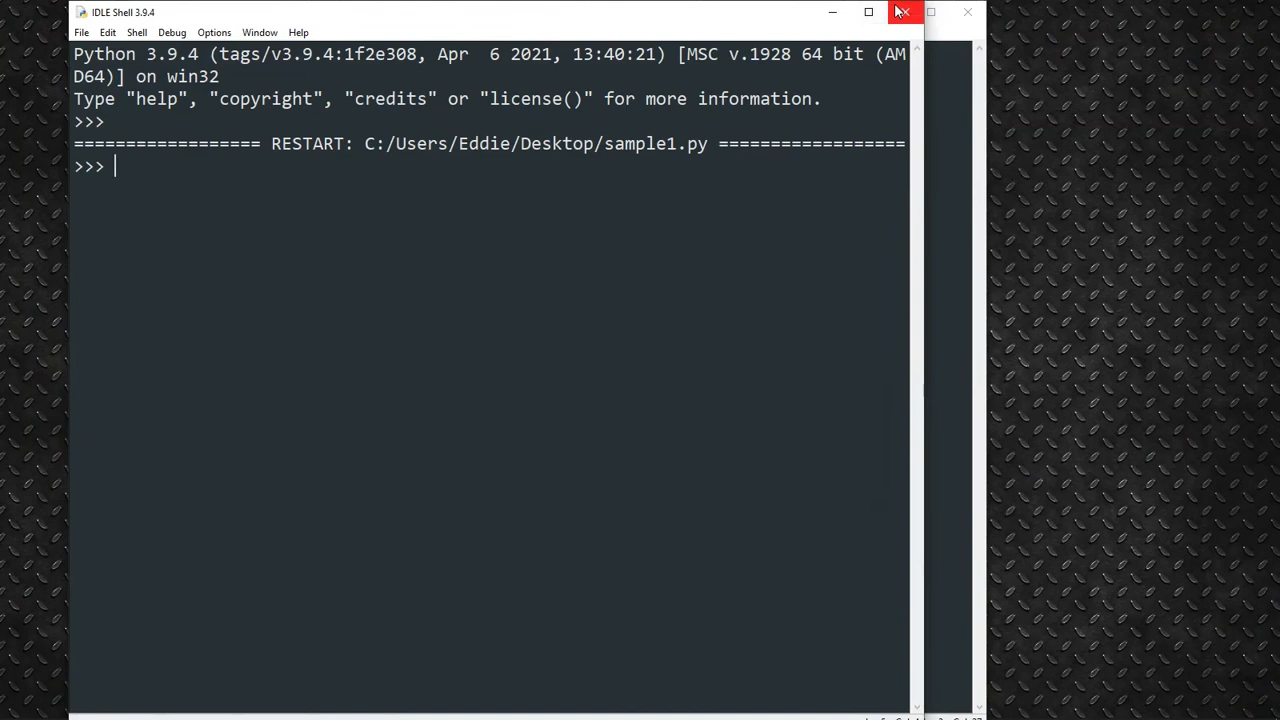 IDLE Shell 3.9.4
File Edit Shell Debug Options Window Help
Python 3.9.4 (tags/v3.9.4:1f2e308, Apr  6 2021, 13:40:21) [MSC v.1928 64 bit (AM
D64)] on win32
Type "help", "copyright", "credits" or "license()" for more information.
>>>
================== RESTART: C:/Users/Eddie/Desktop/sample1.py ==================
>>>